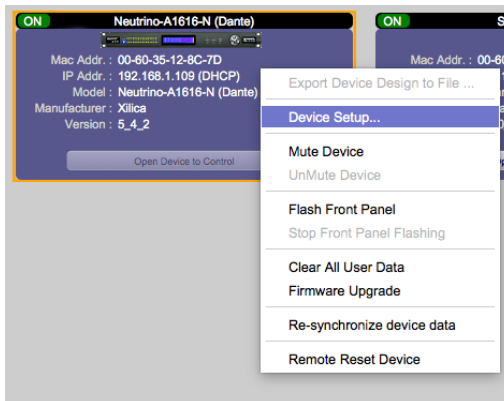 ON Neutrino-A1616-N (Dante)
Mac Addr. : 00-60-35-12-8C-7D
IP Addr. : 192.168.1.109 (DHCP)
Model : Neutrino-A1616-N (Dante)
Manufacturer : Xilica
Version : 5_4_2
Open Device to Control
ON S
Mac Addr. : 00-60
Export Device Design to File ...
Device Setup...
Mute Device
UnMute Device
Flash Front Panel
Stop Front Panel Flashing
Clear All User Data
Firmware Upgrade
Re-synchronize device data
Remote Reset Device